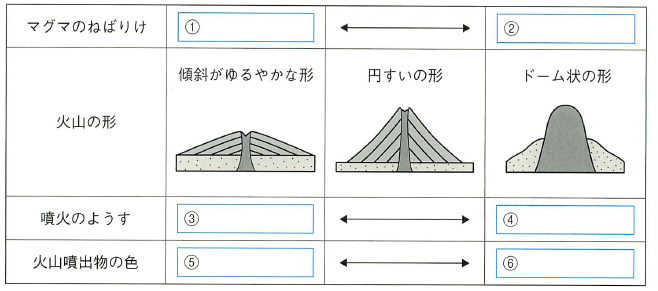 マグマのねばりけ ① ②
火山の形 傾斜がゆるやかな形 円すいの形 ドーム状の形
噴火のようす ③ ④
火山噴出物の色 ⑤ ⑥